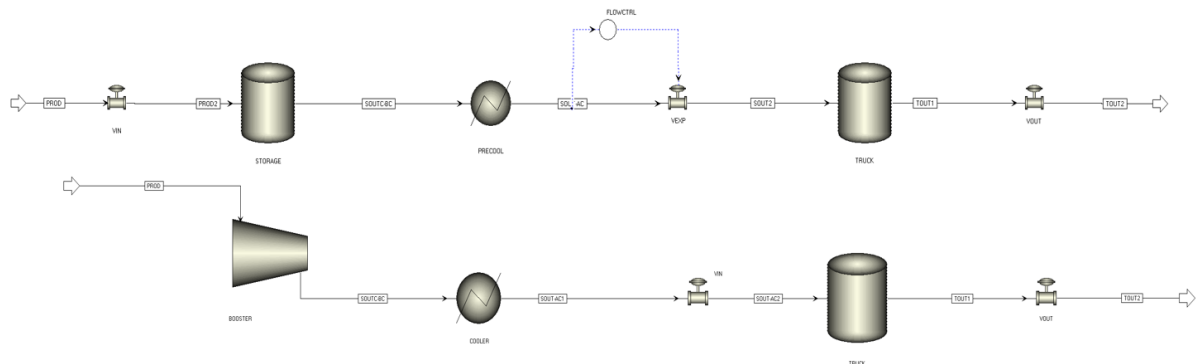 FLOWCTRL
PROD
PROD2
SOUTC-BC
SOUT-AC
SOUT2
TOUT1
TOUT2
VIN
VEXP
VOUT
PRECOOL
STORAGE
TRUCK
PROD
VIN
SOUTC-BC
SOUT-AC1
SOUT-AC2
TOUT1
TOUT2
BOOSTER
VOUT
COOLER
TRUCK